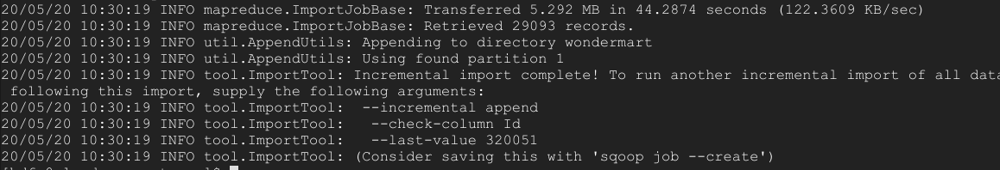 20/05/20 10:30:19 INFO mapreduce.ImportJobBase: Transferred 5.292 MB in 44.2874 seconds (122.3609 KB/sec)
20/05/20 10:30:19 INFO mapreduce.ImportJobBase: Retrieved 29093 records.
20/05/20 10:30:19 INFO util.AppendUtils: Appending to directory wondermart
20/05/20 10:30:19 INFO util.AppendUtils: Using found partition 1
20/05/20 10:30:19 INFO tool.ImportTool: Incremental import complete! To run another incremental import of all data
following this import, supply the following arguments:
20/05/20 10:30:19 INFO tool.ImportTool:  --incremental append
20/05/20 10:30:19 INFO tool.ImportTool:   --check-column Id
20/05/20 10:30:19 INFO tool.ImportTool:   --last-value 320051
20/05/20 10:30:19 INFO tool.ImportTool: (Consider saving this with 'sqoop job --create')